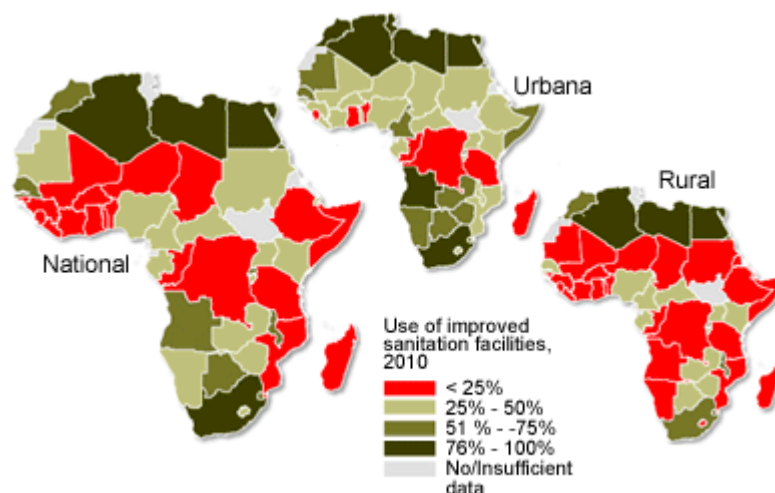 Urbana
Rural
National
Use of improved
sanitation facilities,
2010
< 25%
25% - 50%
51 % - -75%
76% - 100%
No/Insufficient
data